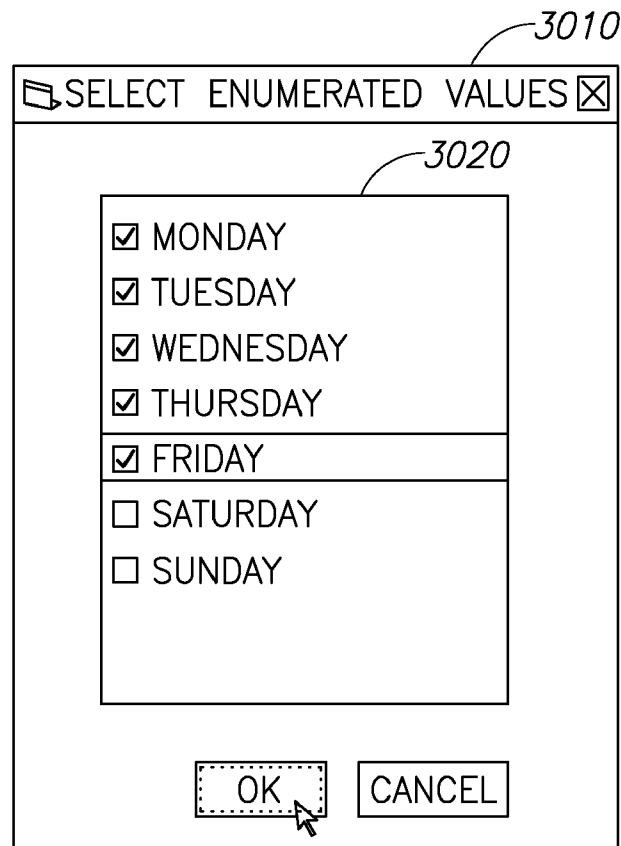 3010
SELECT ENUMERATED VALUES
3020
MONDAY
TUESDAY
WEDNESDAY
THURSDAY
FRIDAY
SATURDAY
SUNDAY
OK CANCEL